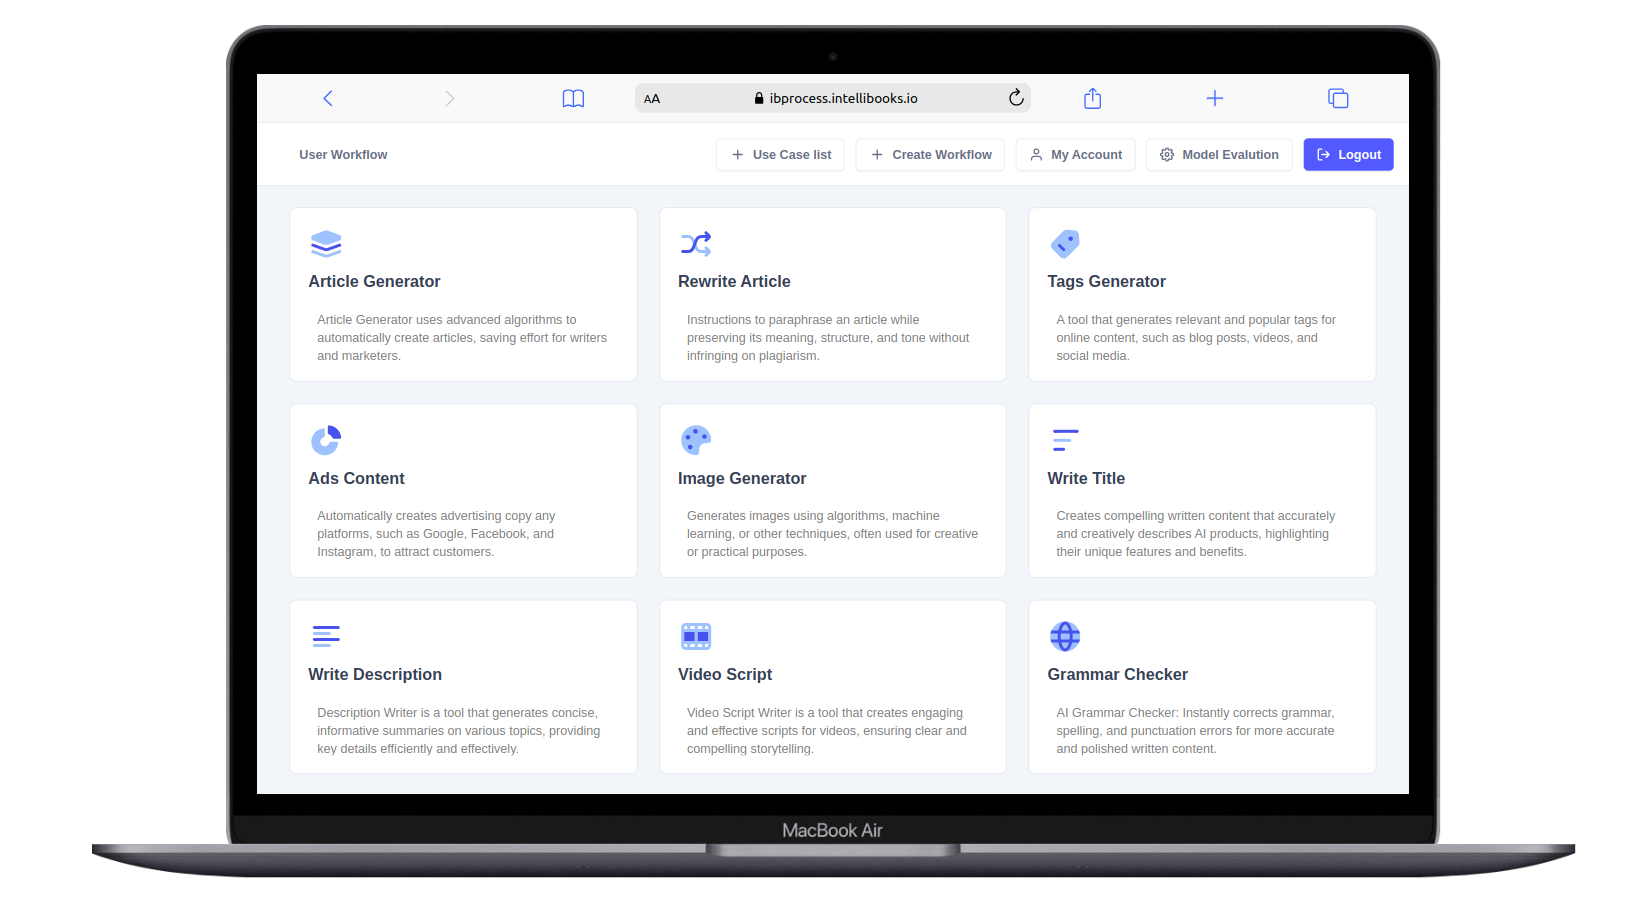 AA
ibprocess.intellibooks.io
User Workflow
Use Case list
Create Workflow
My Account
Model Evalution
Logout
Article Generator
Article Generator uses advanced algorithms to
automatically create articles, saving effort for writers
and marketers.
Rewrite Article
Instructions to paraphrase an article while
preserving its meaning, structure, and tone without
infringing on plagiarism.
Tags Generator
A tool that generates relevant and popular tags for
online content, such as blog posts, videos, and
social media.
Ads Content
Automatically creates advertising copy any
platforms, such as Google, Facebook, and
Instagram, to attract customers.
Image Generator
Generates images using algorithms, machine
learning, or other techniques, often used for creative
or practical purposes.
Write Title
Creates compelling written content that accurately
and creatively describes AI products, highlighting
their unique features and benefits.
Write Description
Description Writer is a tool that generates concise,
informative summaries on various topics, providing
key details efficiently and effectively.
Video Script
Video Script Writer is a tool that creates engaging
and effective scripts for videos, ensuring clear and
compelling storytelling.
Grammar Checker
AI Grammar Checker: Instantly corrects grammar,
spelling, and punctuation errors for more accurate
and polished written content.
MacBook Air